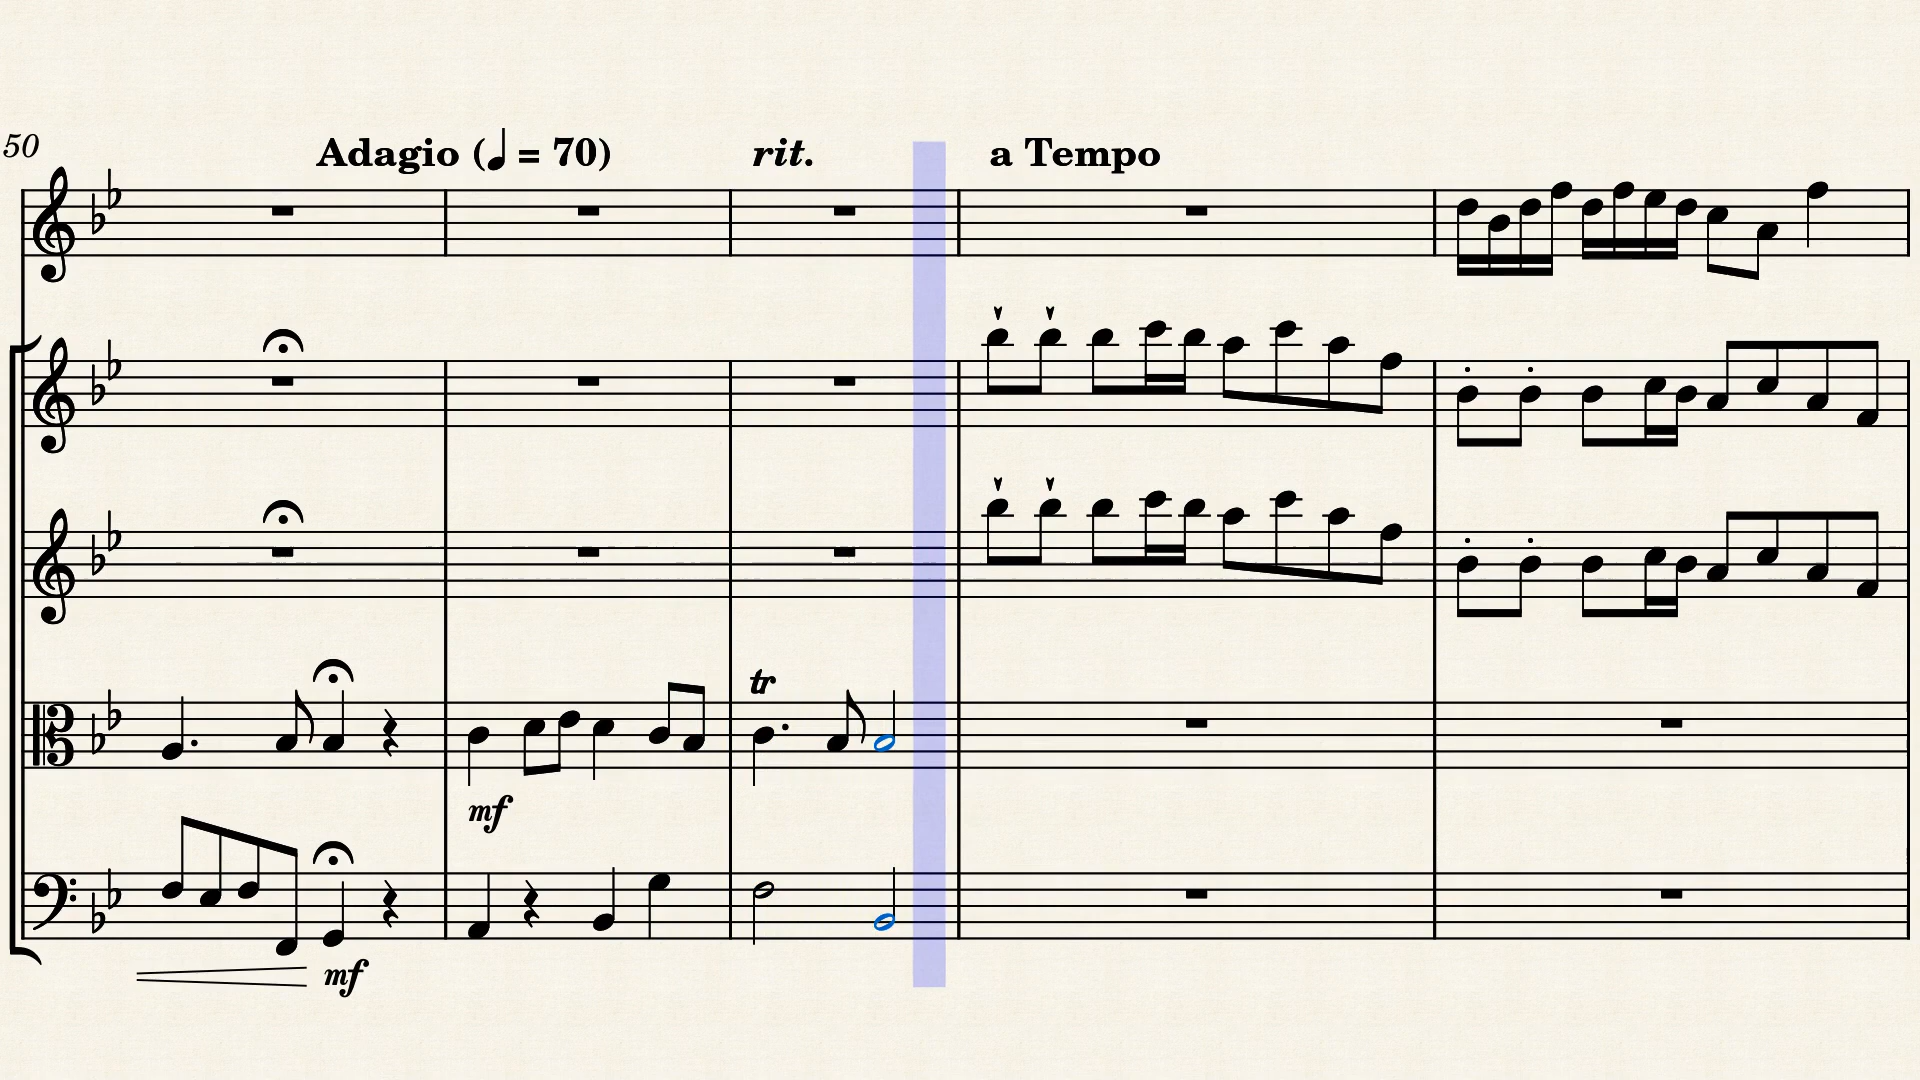 50
Adagio (♩ = 70) rit. a Tempo
tr
mf
mf